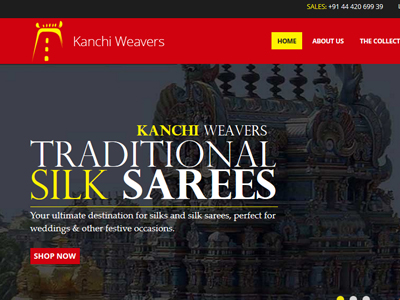 SALES: +91 44 420 699 39
Kanchi Weavers
HOME ABOUT US THE COLLECT
KANCHI WEAVERS
TRADITIONAL
SILK SAREES
Your ultimate destination for silks and silk sarees, perfect for
weddings & other festive occasions.
SHOP NOW